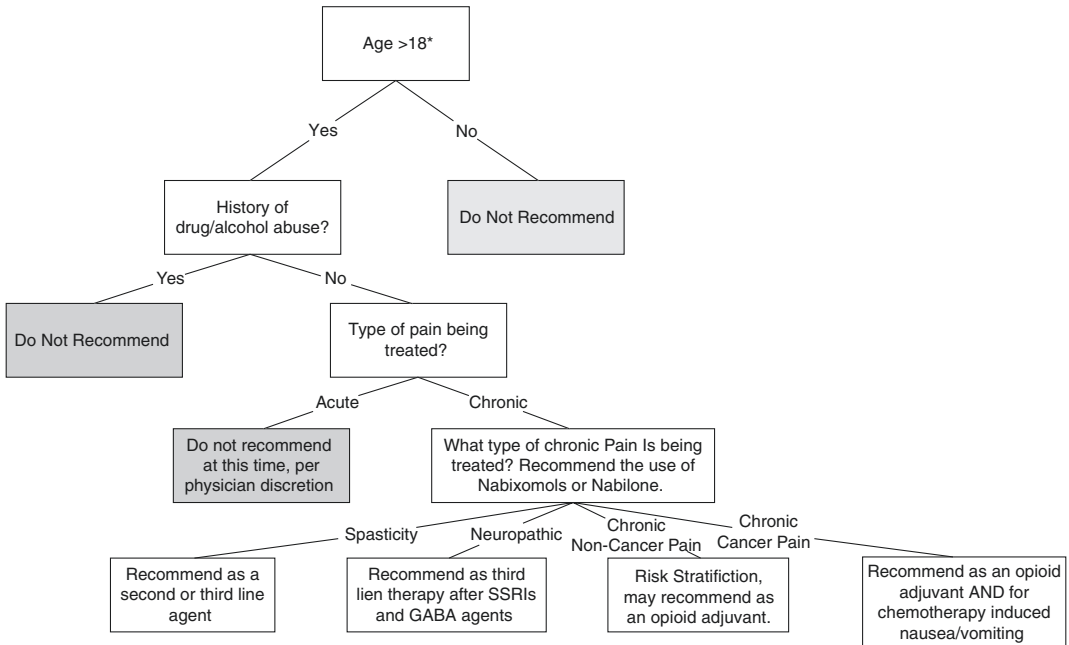 Age >18*
Yes
No
History of
drug/alcohol abuse?
Do Not Recommend
Yes
No
Do Not Recommend
Type of pain being
treated?
Acute
Chronic
Do not recommend
at this time, per
physician discretion
What type of chronic Pain Is being
treated? Recommend the use of
Nabixomols or Nabilone.
Spasticity
Neuropathic
Chronic
Non-Cancer Pain
Chronic
Cancer Pain
Recommend as a
second or third line
agent
Recommend as third
lien therapy after SSRIs
and GABA agents
Risk Stratifiction,
may recommend as
an opioid adjuvant.
Recommend as an opioid
adjuvant AND for
chemotherapy induced
nausea/vomiting